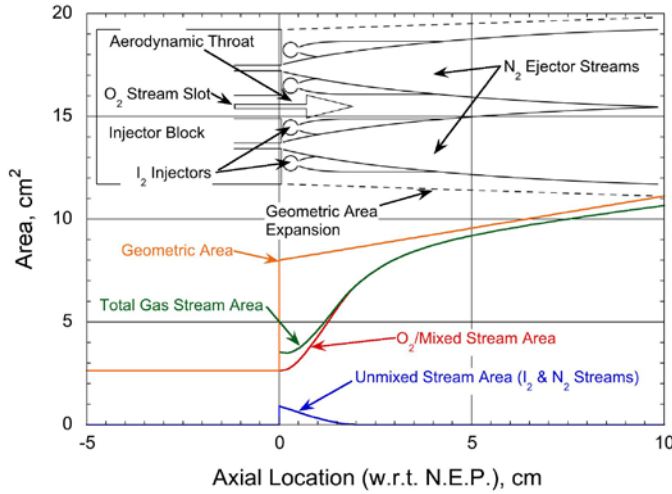 20
15
10
5
0
Area, cm²
Aerodynamic Throat
O₂ Stream Slot
Injector Block
I₂ Injectors
N₂ Ejector Streams
Geometric Area
Expansion
Geometric Area
Total Gas Stream Area
O₂/Mixed Stream Area
Unmixed Stream Area (I₂ & N₂ Streams)
-5
0
5
10
Axial Location (w.r.t. N.E.P.), cm